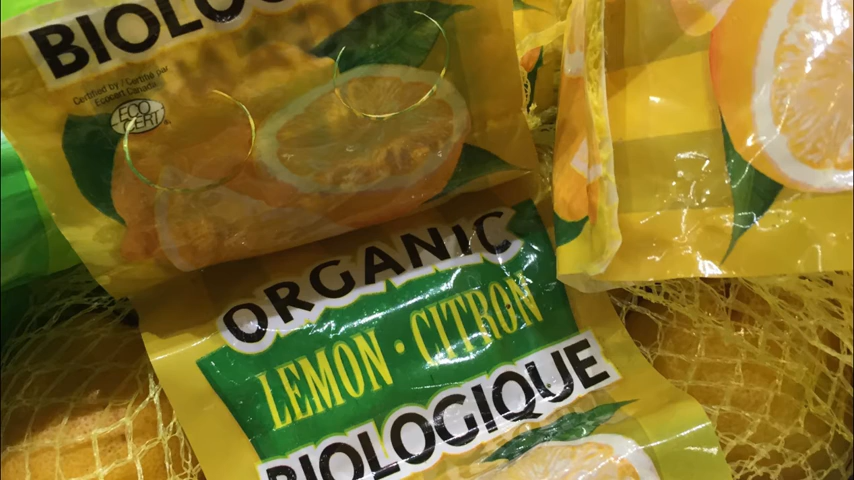 BIOLO
Certified by / Certifié par
Ecocert Canada
ECO
CERT
ORGANIC
LEMON • CITRON
BIOLOGIQUE